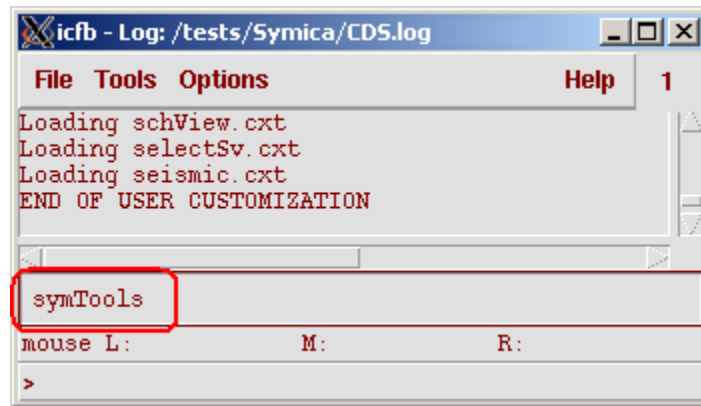 icfb - Log: /tests/Symica/CDS.log
File Tools Options Help 1
Loading schView.cxt
Loading selectSv.cxt
Loading seismic.cxt
END OF USER CUSTOMIZATION
symTools
mouse L: M: R:
>